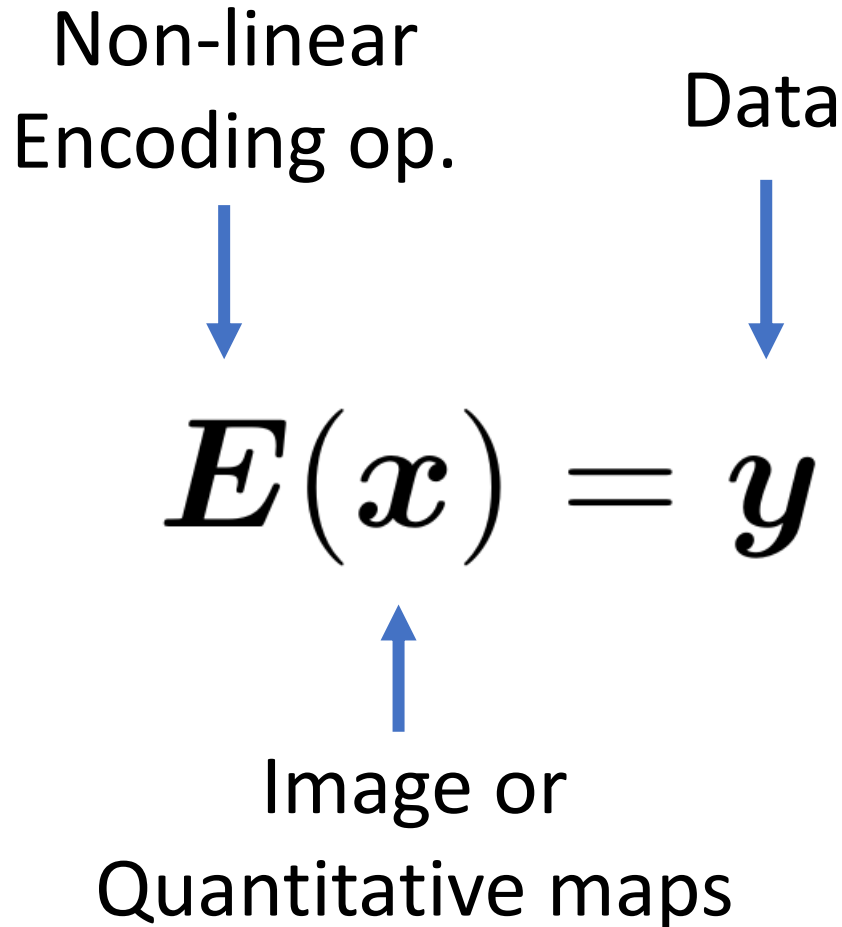 Non-linear
Encoding op.
Data
E(x) = y
Image or
Quantitative maps